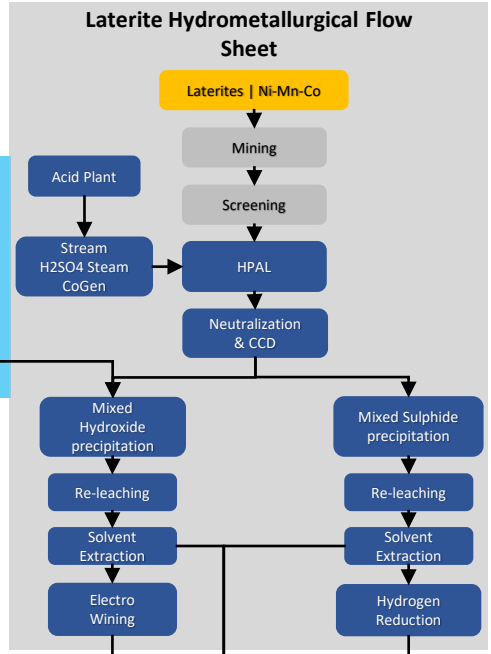 Laterite Hydrometallurgical Flow
Sheet
Laterites | Ni-Mn-Co
Mining
Acid Plant
Screening
Stream
H2SO4 Steam
CoGen
HPAL
Neutralization
& CCD
Mixed
Hydroxide
precipitation
Mixed Sulphide
precipitation
Re-leaching
Re-leaching
Solvent
Extraction
Solvent
Extraction
Electro
Wining
Hydrogen
Reduction